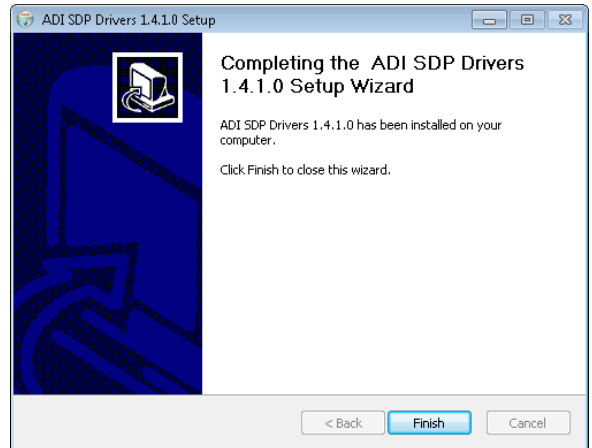 ADI SDP Drivers 1.4.1.0 Setup
Completing the ADI SDP Drivers
1.4.1.0 Setup Wizard
ADI SDP Drivers 1.4.1.0 has been installed on your
computer.
Click Finish to close this wizard.
< Back Finish Cancel